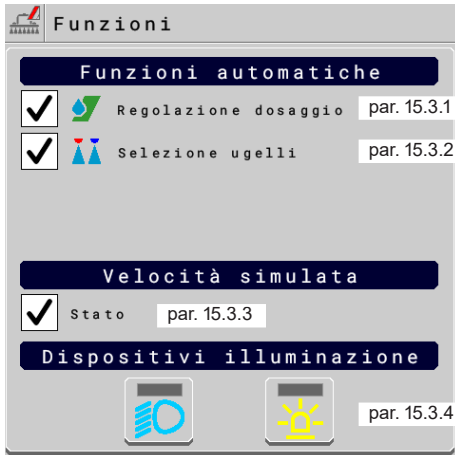 Funzioni
Funzioni automatiche
Regolazione dosaggio par. 15.3.1
Selezione ugelli par. 15.3.2
Velocità simulata
Stato par. 15.3.3
Dispositivi illuminazione
par. 15.3.4